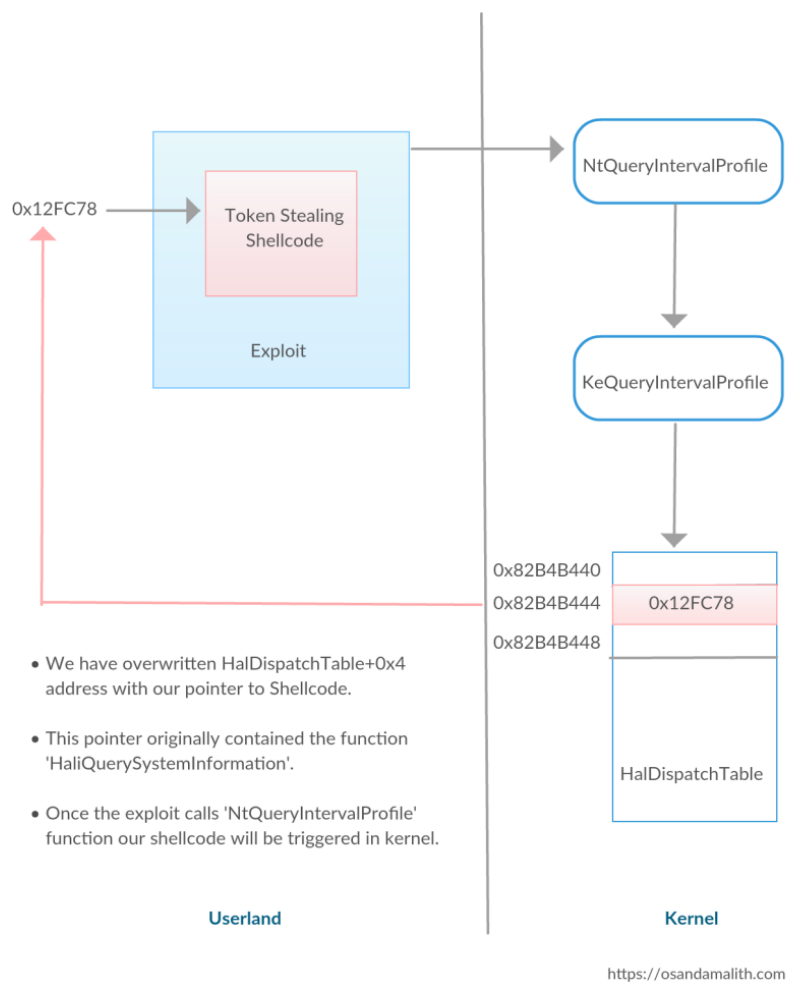 NtQueryIntervalProfile
0x12FC78
Token Stealing
Shellcode
Exploit
KeQueryIntervalProfile
0x82B4B440
0x82B4B444
0x12FC78
0x82B4B448
HalDispatchTable
• We have overwritten HalDispatchTable+0x4
address with our pointer to Shellcode.
• This pointer originally contained the function
'HaliQuerySystemInformation'.
• Once the exploit calls 'NtQueryIntervalProfile'
function our shellcode will be triggered in kernel.
Userland
Kernel
https://osandamalith.com